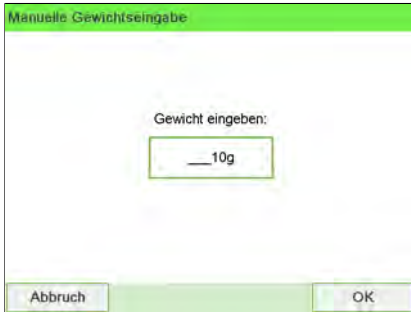 Manuelle Gewichtseingabe
Gewicht eingeben:
___10g
Abbruch
OK